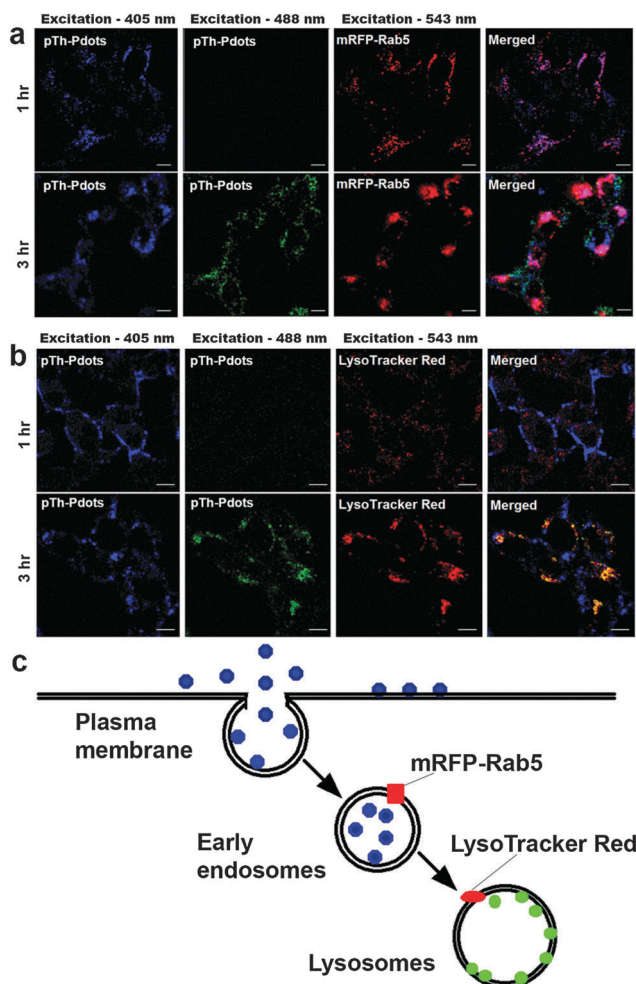 a
Excitation - 405 nm
Excitation - 488 nm
Excitation - 543 nm
1 hr
pTh-Pdots
pTh-Pdots
mRFP-Rab5
Merged
3 hr
pTh-Pdots
pTh-Pdots
mRFP-Rab5
Merged
b
Excitation - 405 nm
Excitation - 488 nm
Excitation - 543 nm
1 hr
pTh-Pdots
pTh-Pdots
LysoTracker Red
Merged
3 hr
pTh-Pdots
pTh-Pdots
LysoTracker Red
Merged
c
Plasma
membrane
mRFP-Rab5
Early
endosomes
LysoTracker Red
Lysosomes